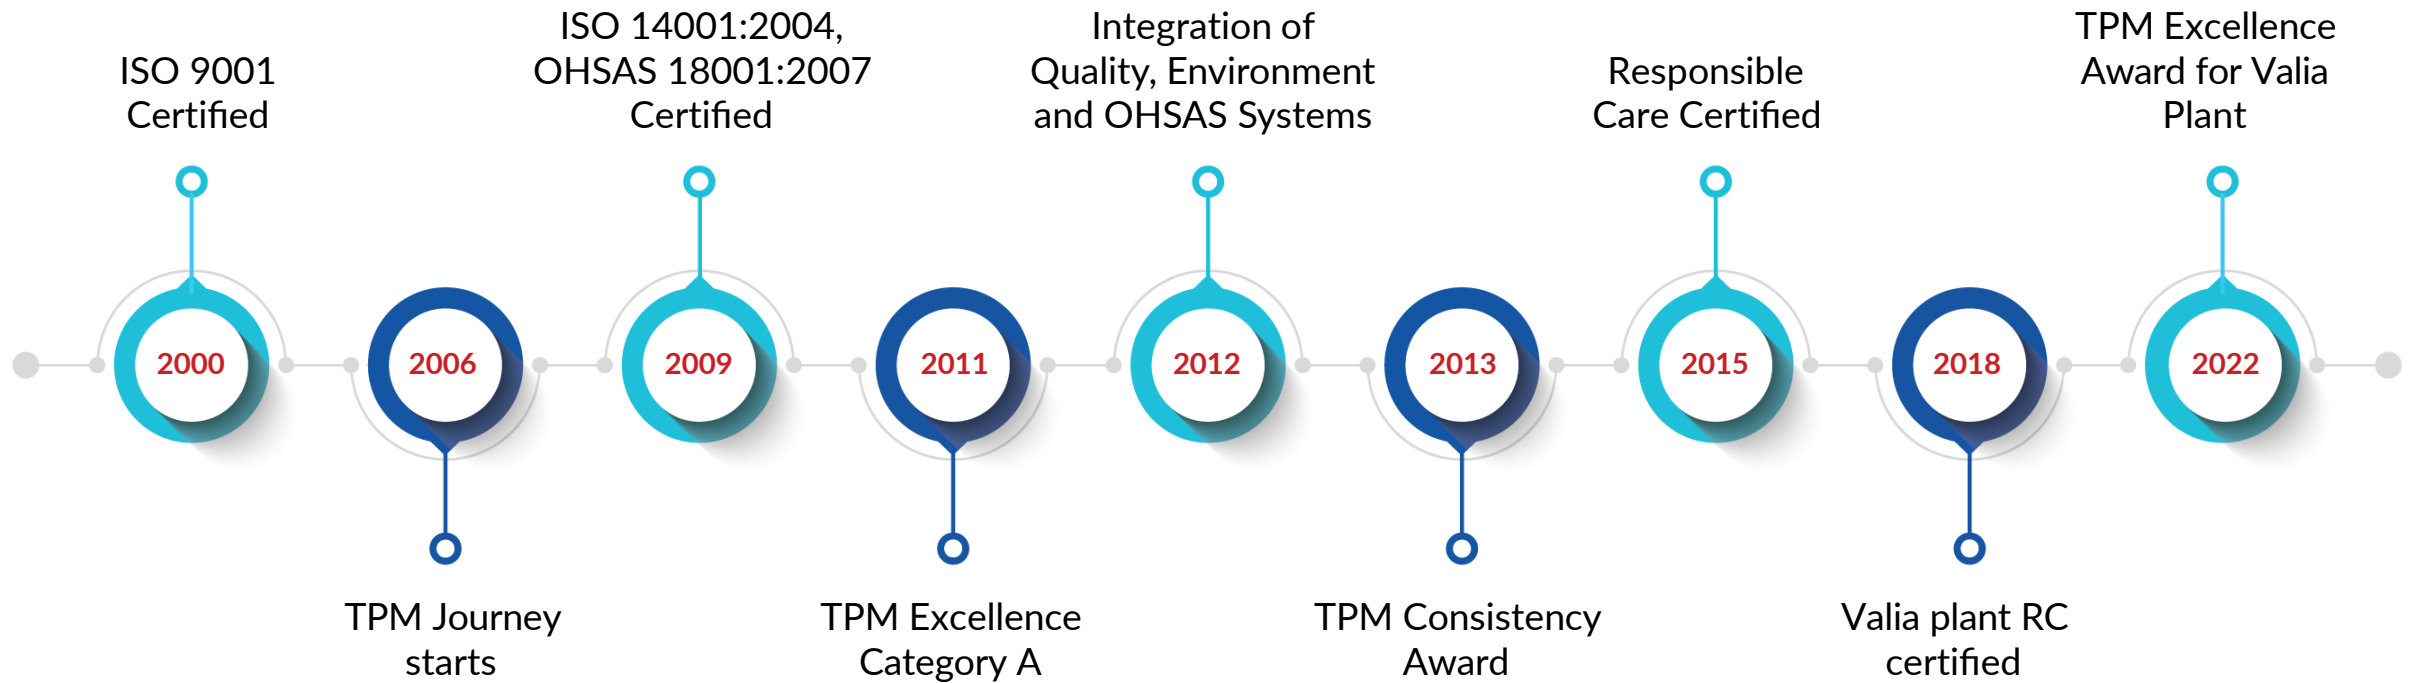 ISO 9001
Certified
2000
2006
TPM Journey
starts
ISO 14001:2004,
OHSAS 18001:2007
Certified
2009
2011
TPM Excellence
Category A
Integration of
Quality, Environment
and OHSAS Systems
2012
2013
TPM Consistency
Award
Responsible
Care Certified
2015
2018
Valia plant RC
certified
TPM Excellence
Award for Valia
Plant
2022